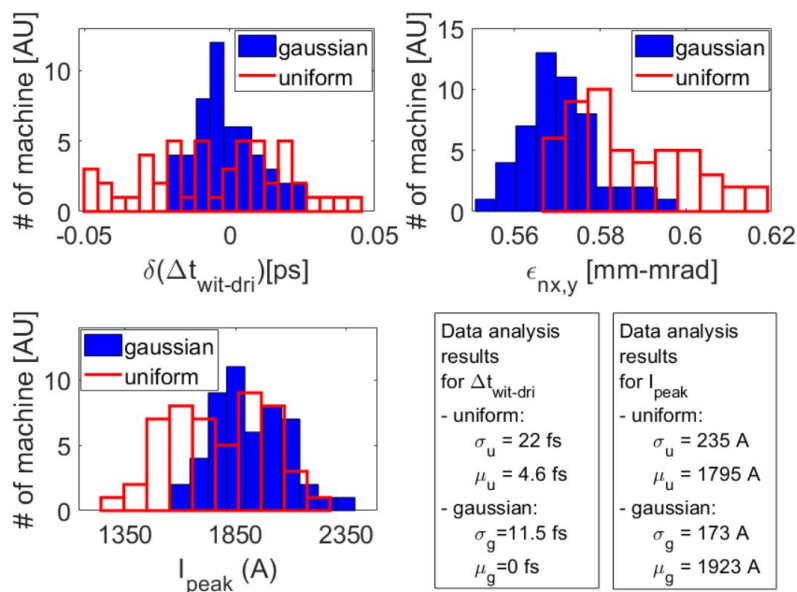 gaussian
uniform
# of machine [AU]
10
5
0
-0.05
0
0.05
δ(Δt_wit-dri)[ps]
gaussian
uniform
# of machine [AU]
15
10
5
0
0.56
0.58
0.6
0.62
ϵ_nx,y [mm-mrad]
gaussian
uniform
# of machine [AU]
15
10
5
0
1350
1850
2350
I_peak (A)
Data analysis
results
for Δt_wit-dri
- uniform:
σ_u = 22 fs
μ_u = 4.6 fs
- gaussian:
σ_g=11.5 fs
μ_g=0 fs
Data analysis
results
for I_peak
- uniform:
σ_u = 235 A
μ_u = 1795 A
- gaussian:
σ_g = 173 A
μ_g = 1923 A